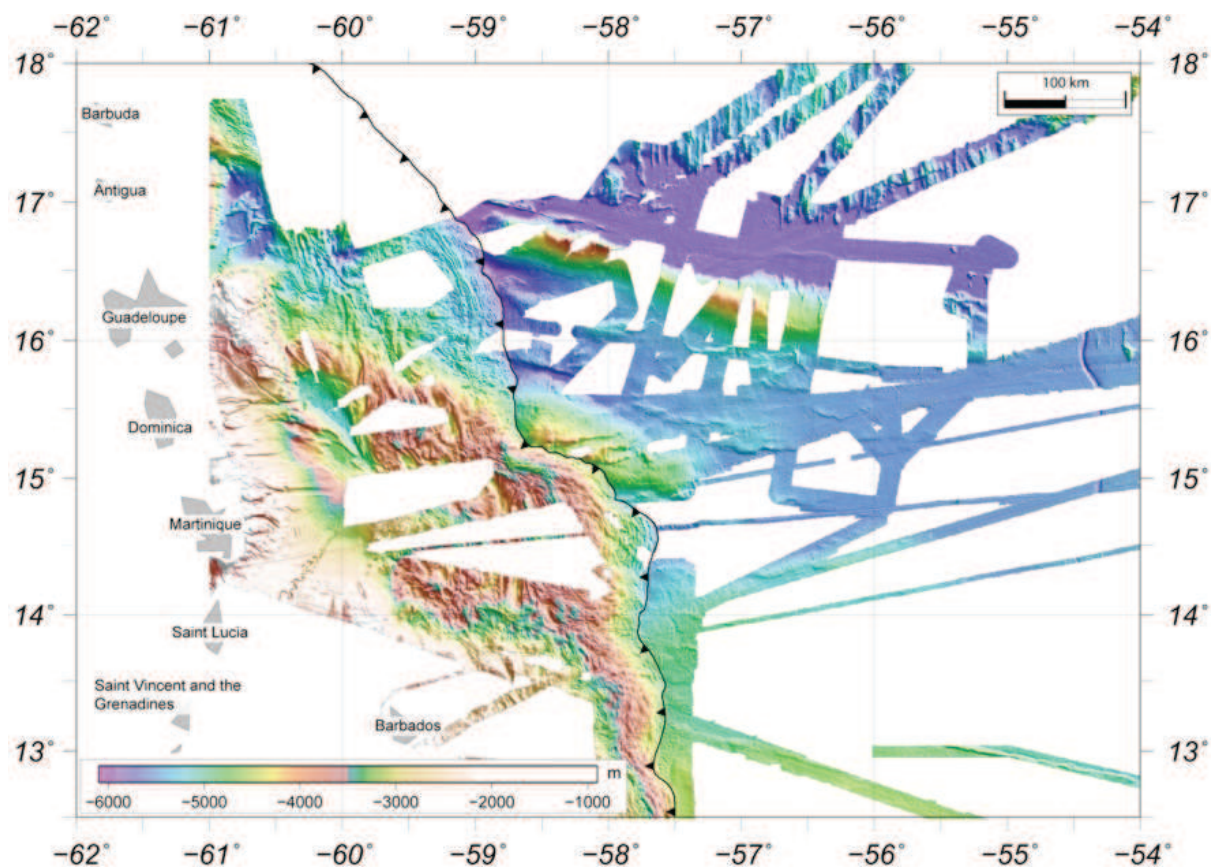 −62˚ −61˚ −60˚ −59˚ −58˚ −57˚ −56˚ −55˚ −54˚
18˚ 18˚
100 km
Barbuda
Antigua
17˚ 17˚
Guadeloupe
16˚ 16˚
Dominica
15˚ 15˚
Martinique
14˚ 14˚
Saint Lucia
Saint Vincent and the
Grenadines
Barbados
13˚ 13˚
m
−6000 −5000 −4000 −3000 −2000 −1000
−62˚ −61˚ −60˚ −59˚ −58˚ −57˚ −56˚ −55˚ −54˚